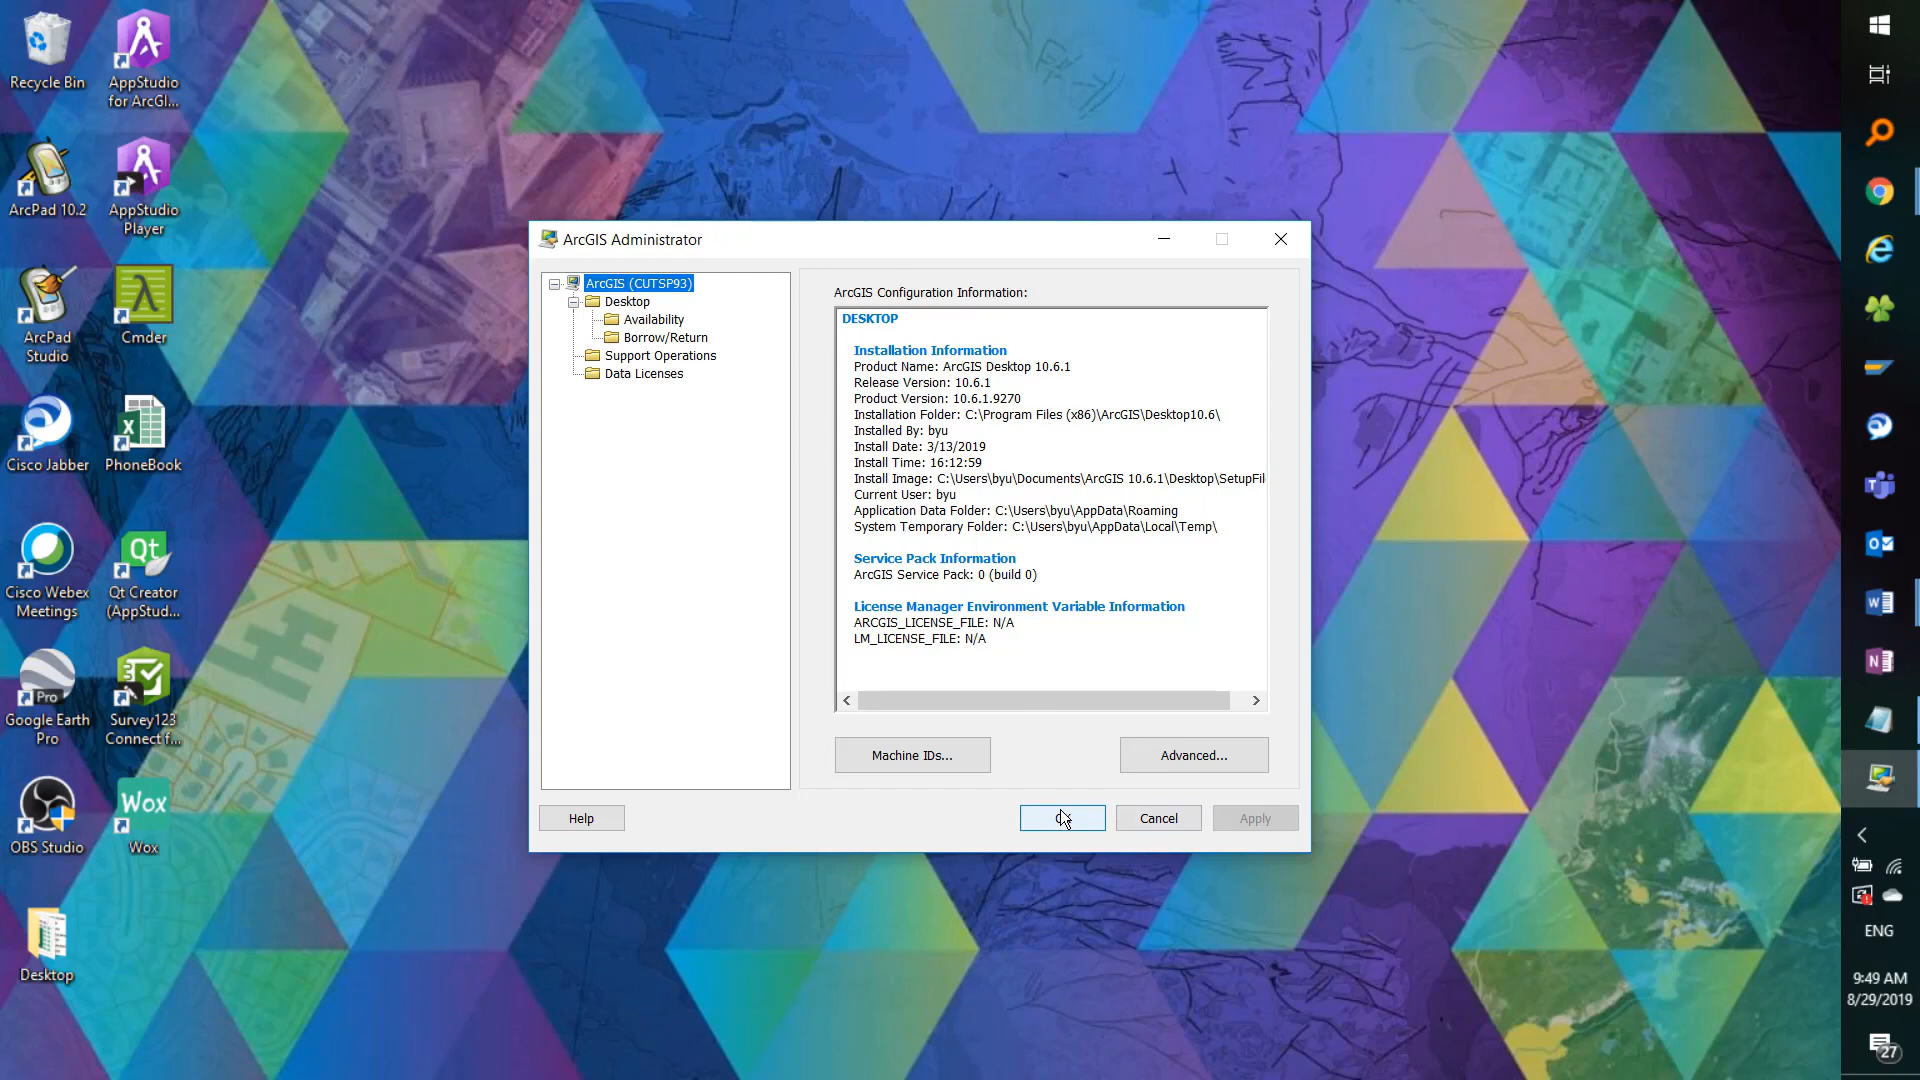 Recycle Bin
AppStudio
for ArcGI...
ArcPad 10.2
AppStudio
Player
ArcPad
Studio
Cmder
Cisco Jabber
PhoneBook
Cisco Webex
Meetings
Qt Creator
(AppStud...
Google Earth
Pro
Survey123
Connect f...
OBS Studio
Wox
Desktop
Qt
Pro
Wox
ArcGIS Administrator
ArcGIS (CUTSP93)
Desktop
Availability
Borrow/Return
Support Operations
Data Licenses
ArcGIS Configuration Information:
DESKTOP
Installation Information
Product Name: ArcGIS Desktop 10.6.1
Release Version: 10.6.1
Product Version: 10.6.1.9270
Installation Folder: C:\Program Files (x86)\ArcGIS\Desktop10.6\
Installed By: byu
Install Date: 3/13/2019
Install Time: 16:12:59
Install Image: C:\Users\byu\Documents\ArcGIS 10.6.1\Desktop\SetupFil
Current User: byu
Application Data Folder: C:\Users\byu\AppData\Roaming
System Temporary Folder: C:\Users\byu\AppData\Local\Temp\
Service Pack Information
ArcGIS Service Pack: 0 (build 0)
License Manager Environment Variable Information
ARCGIS_LICENSE_FILE: N/A
LM_LICENSE_FILE: N/A
Machine IDs...
Advanced...
Help
Cancel
Apply
ENG
9:49 AM
8/29/2019
27